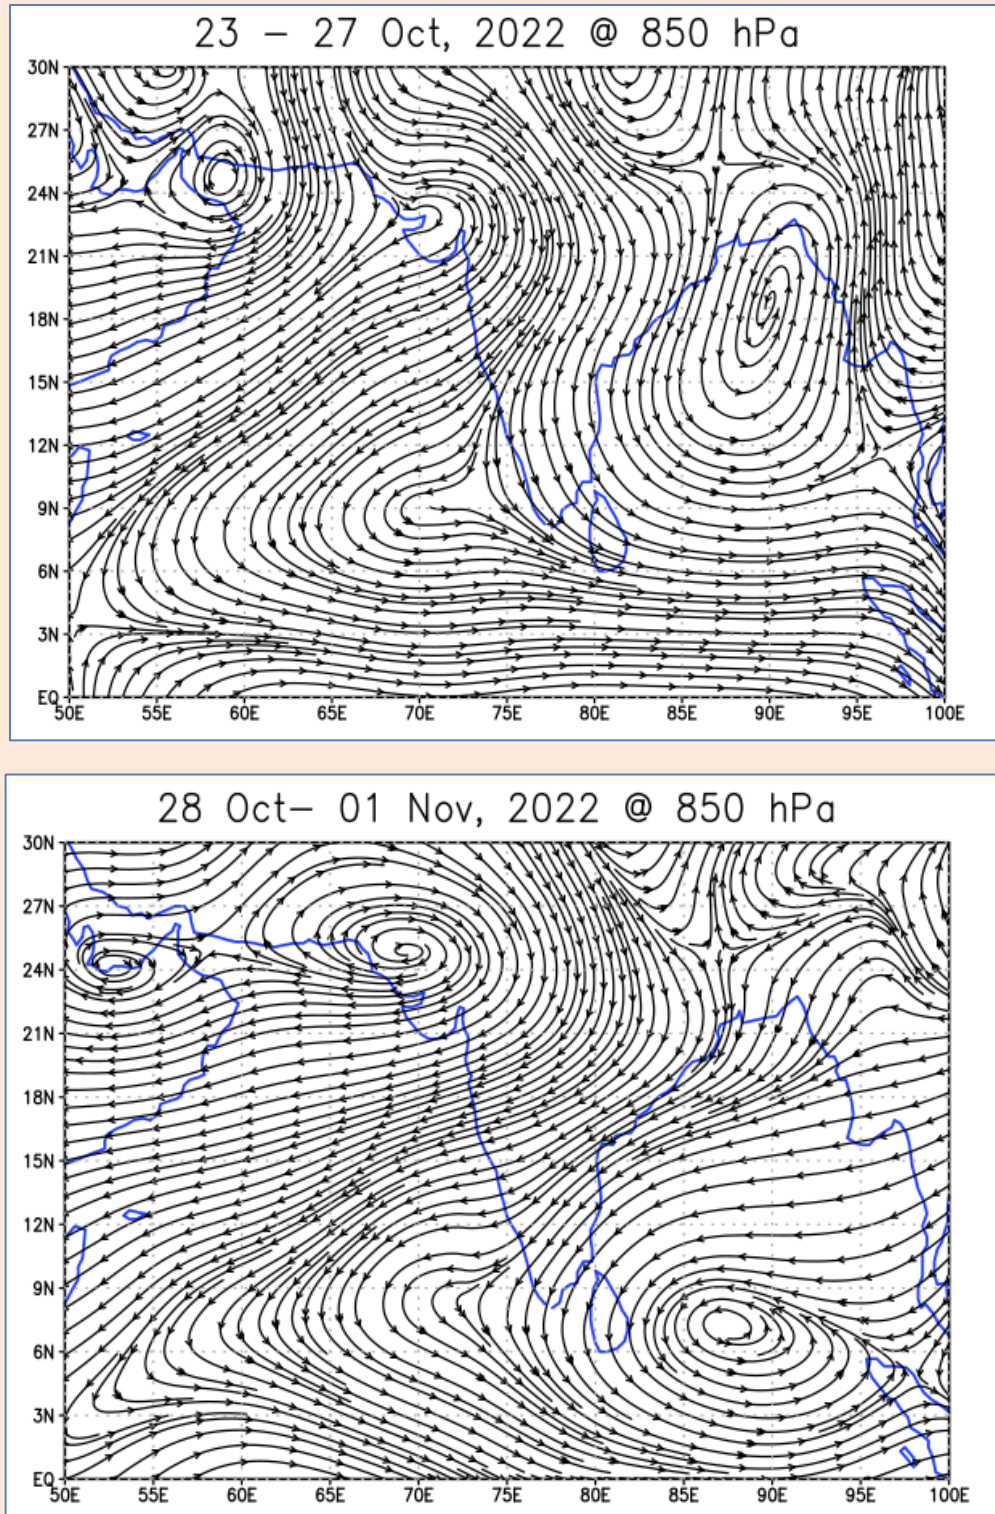 23 – 27 Oct, 2022 @ 850 hPa
30N
27N
24N
21N
18N
15N
12N
9N
6N
3N
EQ
50E 55E 60E 65E 70E 75E 80E 85E 90E 95E 100E
28 Oct– 01 Nov, 2022 @ 850 hPa
30N
27N
24N
21N
18N
15N
12N
9N
6N
3N
EQ
50E 55E 60E 65E 70E 75E 80E 85E 90E 95E 100E